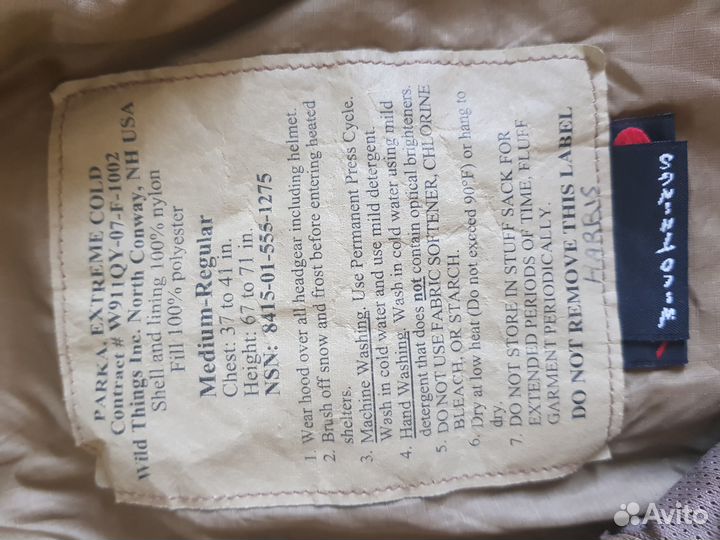 PARKA, EXTREME COLD
Contract # W911QY-07-F-1002
Wild Things Inc. North Conway, NH USA
Shell and lining 100% nylon
Fill 100% polyester
Medium-Regular
Chest: 37 to 41 in.
Height: 67 to 71 in.
NSN: 8415-01-555-1275
1. Wear hood over all headgear including helmet.
2. Brush off snow and frost before entering heated
shelters.
3. Machine Washing. Use Permanent Press Cycle.
Wash in cold water and use mild detergent.
4. Hand Washing. Wash in cold water using mild
detergent that does not contain optical brighteners.
5. DO NOT USE FABRIC SOFTENER, CHLORINE
BLEACH, OR STARCH.
6. Dry at low heat (Do not exceed 90°F) or hang to
dry.
7. DO NOT STORE IN STUFF SACK FOR
EXTENDED PERIODS OF TIME. FLUFF
GARMENT PERIODICALLY.
DO NOT REMOVE THIS LABEL
HARRIS
Avito